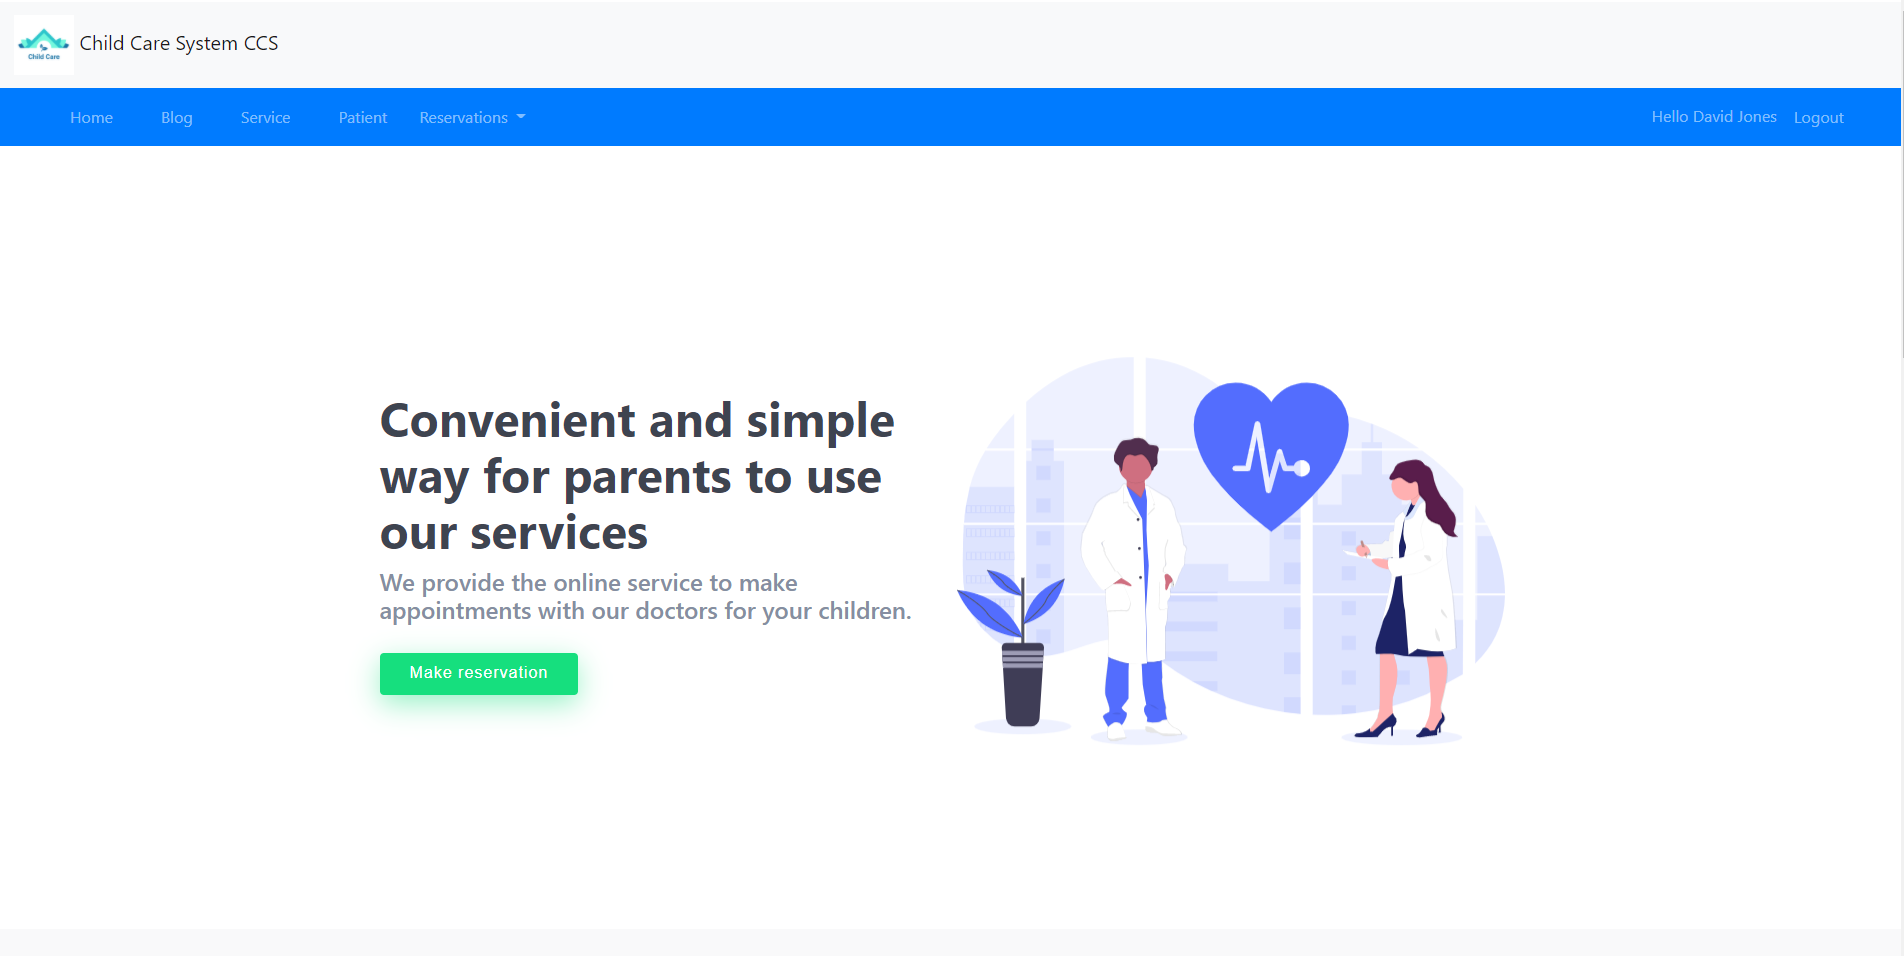 Child Care
Child Care System CCS
Home Blog Service Patient Reservations Hello David Jones Logout
Convenient and simple
way for parents to use
our services
We provide the online service to make
appointments with our doctors for your children.
Make reservation